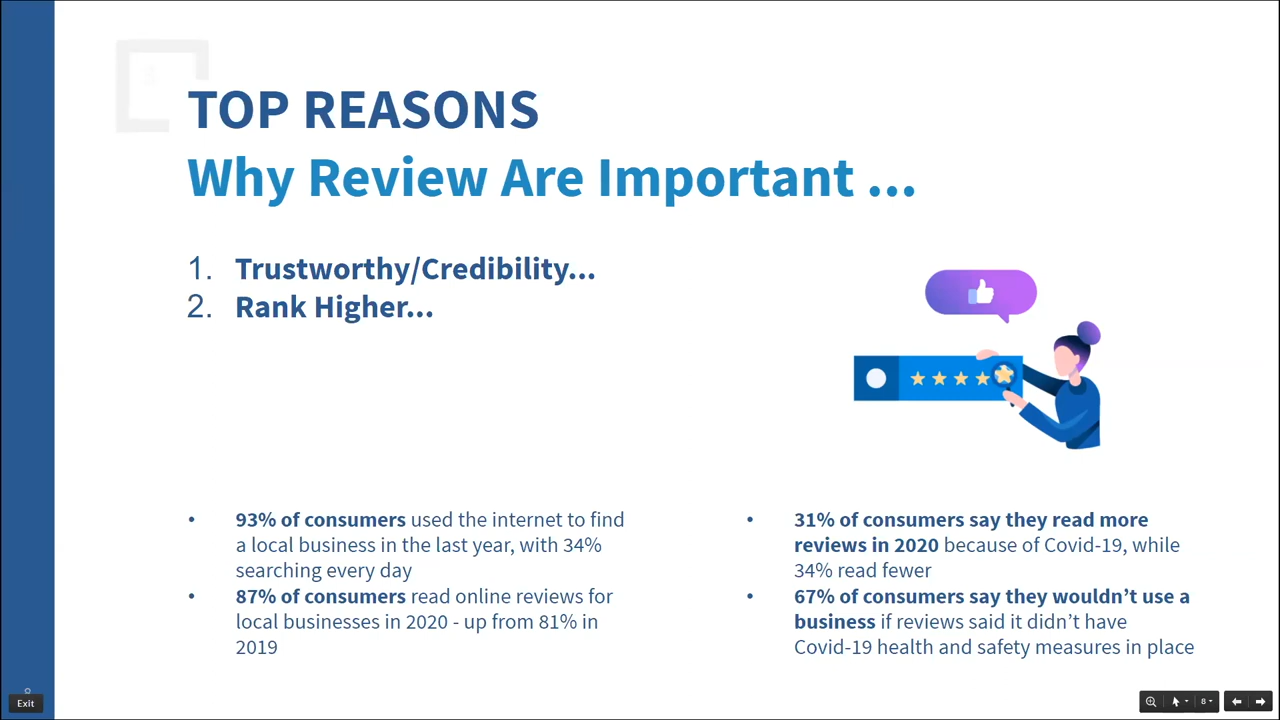 TOP REASONS
Why Review Are Important ...
1. Trustworthy/Credibility...
2. Rank Higher...
• 93% of consumers used the internet to find
a local business in the last year, with 34%
searching every day
• 87% of consumers read online reviews for
local businesses in 2020 - up from 81% in
2019
• 31% of consumers say they read more
reviews in 2020 because of Covid-19, while
34% read fewer
• 67% of consumers say they wouldn’t use a
business if reviews said it didn’t have
Covid-19 health and safety measures in place
Exit
8